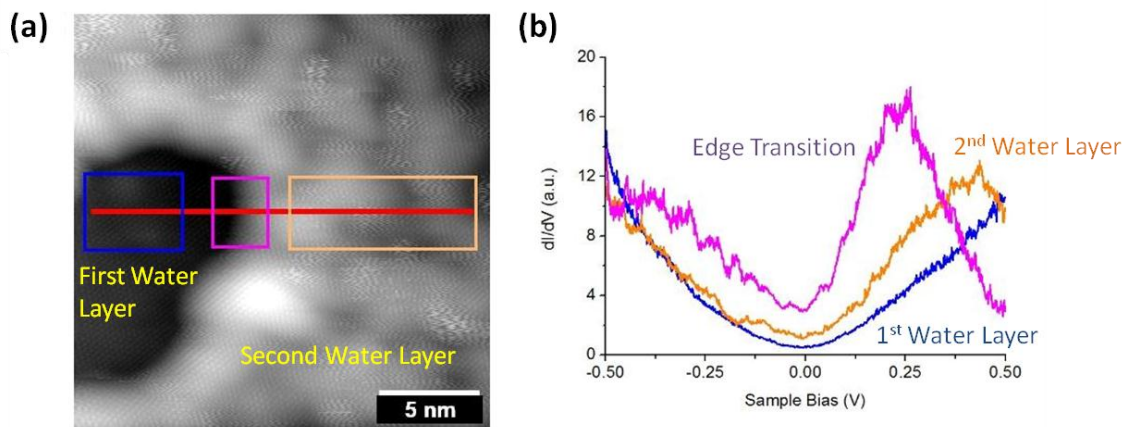 (a)
First Water
Layer
Second Water Layer
5 nm
(b)
dI/dV (a.u.)
20
16
12
8
4
0
-0.50
-0.25
0.00
0.25
0.50
Sample Bias (V)
Edge Transition
2nd Water Layer
1st Water Layer